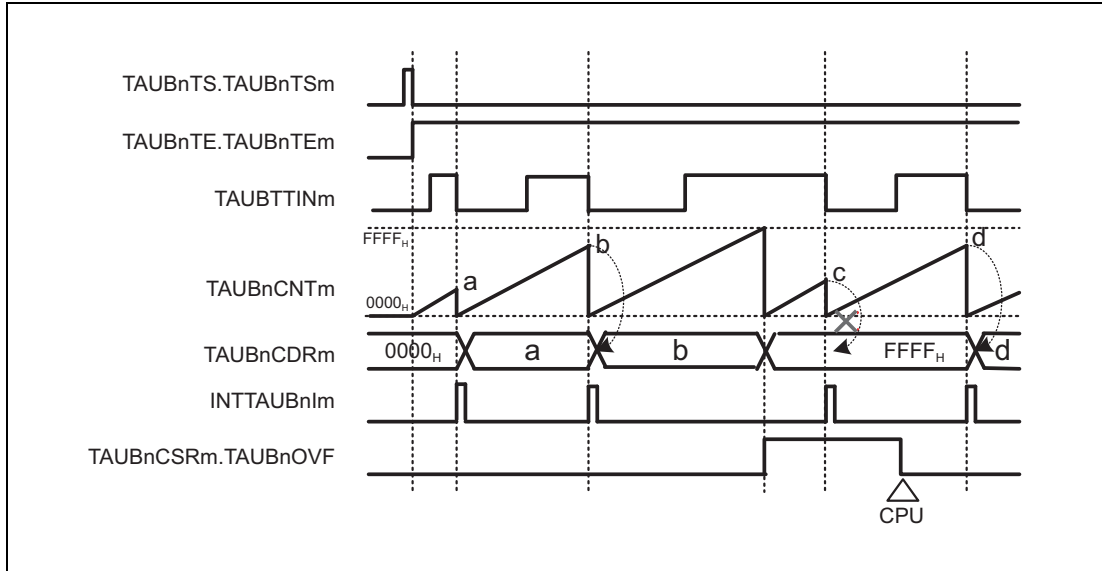 TAUBnTS.TAUBnTSm
TAUBnTE.TAUBnTEm
TAUBTTINm
FFFFH
b
d
a
c
TAUBnCNTm
0000H
TAUBnCDRm
0000H
a
b
FFFFH
d
INTTAUBnIm
TAUBnCSRm.TAUBnOVF
CPU